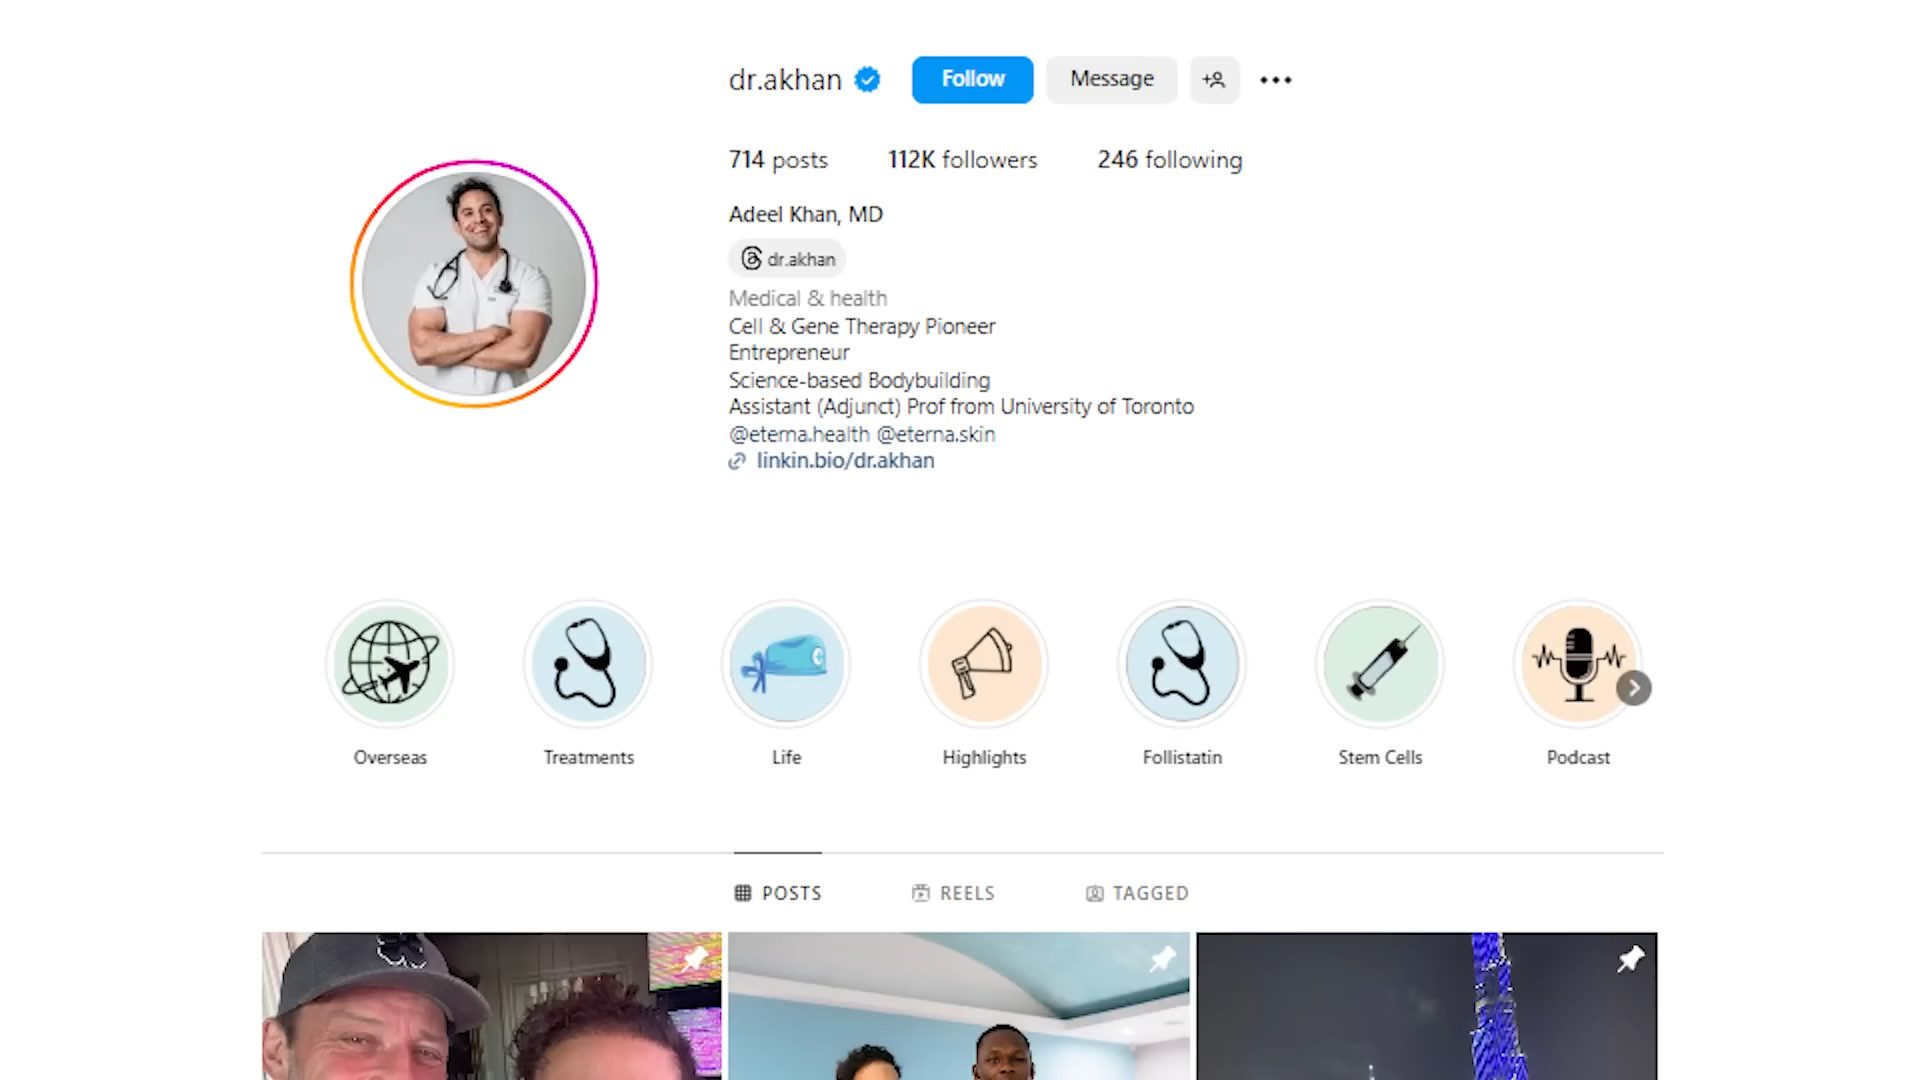 dr.akhan Follow Message
714 posts 112K followers 246 following
Adeel Khan, MD
dr.akhan
Medical & health
Cell & Gene Therapy Pioneer
Entrepreneur
Science-based Bodybuilding
Assistant (Adjunct) Prof from University of Toronto
@eterna.health @eterna.skin
linkin.bio/dr.akhan
Overseas Treatments Life Highlights Follistatin Stem Cells Podcast
POSTS REELS TAGGED